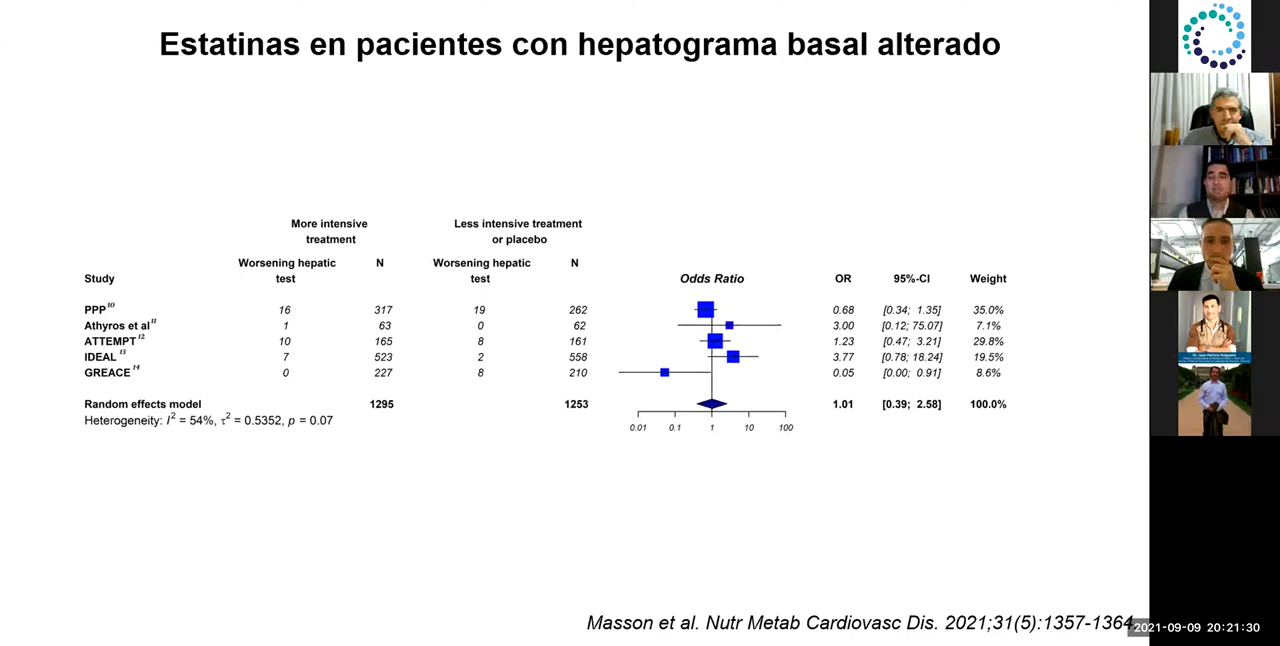 Estatinas en pacientes con hepatograma basal alterado
More intensive treatment Less intensive treatment or placebo
Study Worsening hepatic test N Worsening hepatic test N Odds Ratio OR 95%-CI Weight
PPP10 16 317 19 262 0.68 [0.34; 1.35] 35.0%
Athyros et al11 1 63 0 62 3.00 [0.12; 75.07] 7.1%
ATTEMPT12 10 165 8 161 1.23 [0.47; 3.21] 29.8%
IDEAL13 7 523 2 558 3.77 [0.78; 18.24] 19.5%
GREACE14 0 227 8 210 0.05 [0.00; 0.91] 8.6%
Random effects model 1295 1253 1.01 [0.39; 2.58] 100.0%
Heterogeneity: I2 = 54%, τ2 = 0.5352, p = 0.07
0.01 0.1 1 10 100
Masson et al. Nutr Metab Cardiovasc Dis. 2021;31(5):1357-1364
2021-09-09 20:21:30